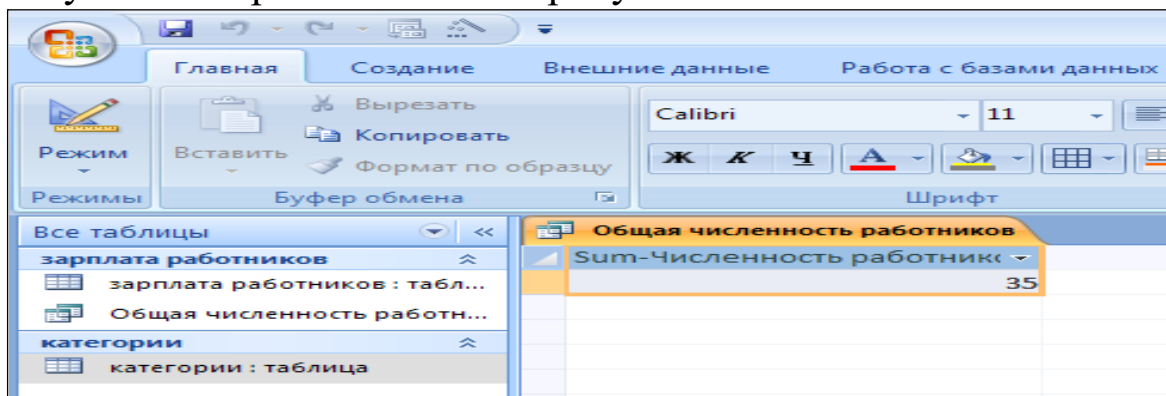 Главная Создание Внешние данные Работа с базами данных
Вырезать
Копировать
Формат по образцу
Режим
Вставить
Calibri 11
Ж К Ч А
Режимы Буфер обмена Шрифт
Все таблицы
зарплата работников
зарплата работников : табл...
Общая численность работн...
категории
категории : таблица
Общая численность работников
Sum-Численность работник
35